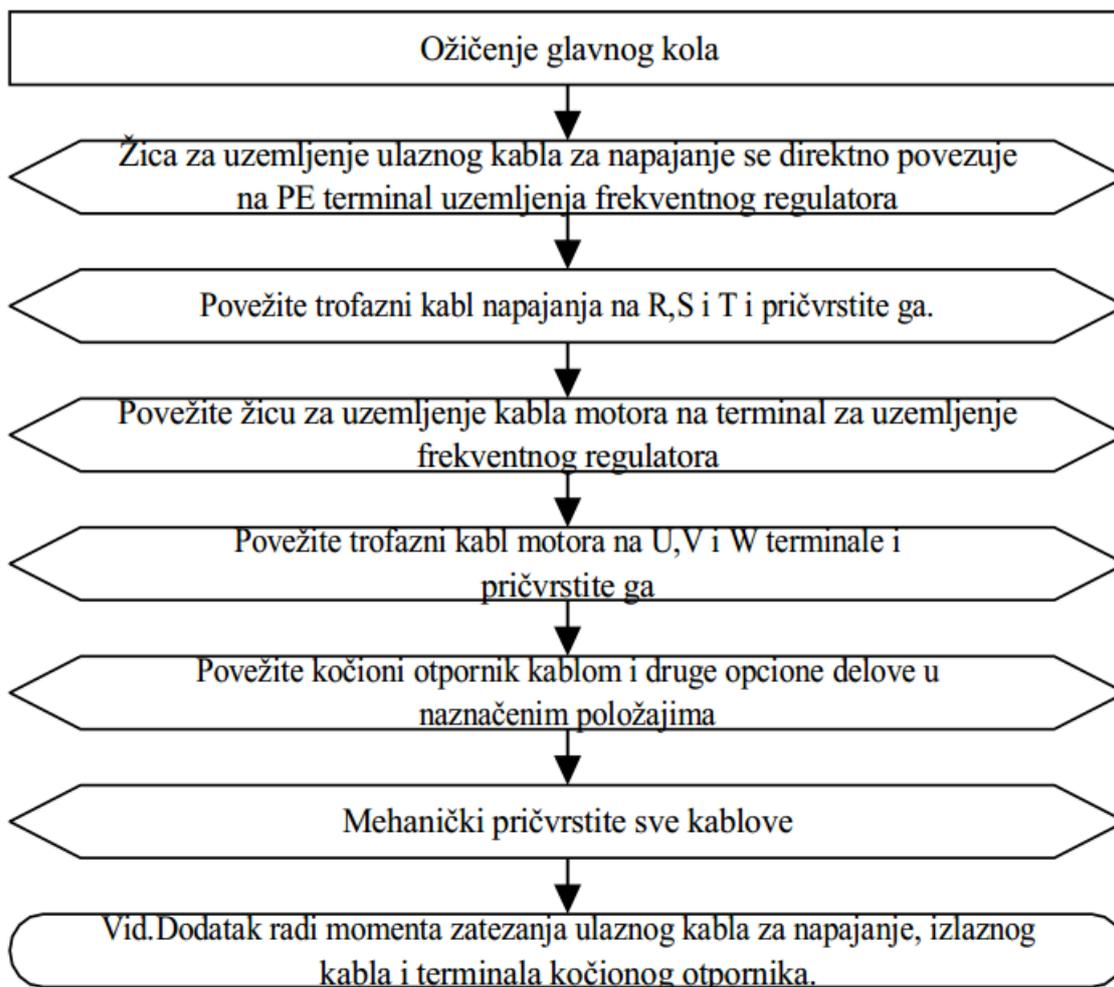 Ožičenje glavnog kola
Žica za uzemljenje ulaznog kabla za napajanje se direktno povezuje
na PE terminal uzemljenja frekventnog regulatora
Povežite trofazni kabl napajanja na R,S i T i pričvrstite ga.
Povežite žicu za uzemljenje kabla motora na terminal za uzemljenje
frekventnog regulatora
Povežite trofazni kabl motora na U,V i W terminale i
pričvrstite ga
Povežite kočioni otpornik kablom i druge opcione delove u
naznačenim položajima
Mehanički pričvrstite sve kablove
Vid.Dodatak radi momenta zatezanja ulaznog kabla za napajanje, izlaznog
kabla i terminala kočionog otpornika.